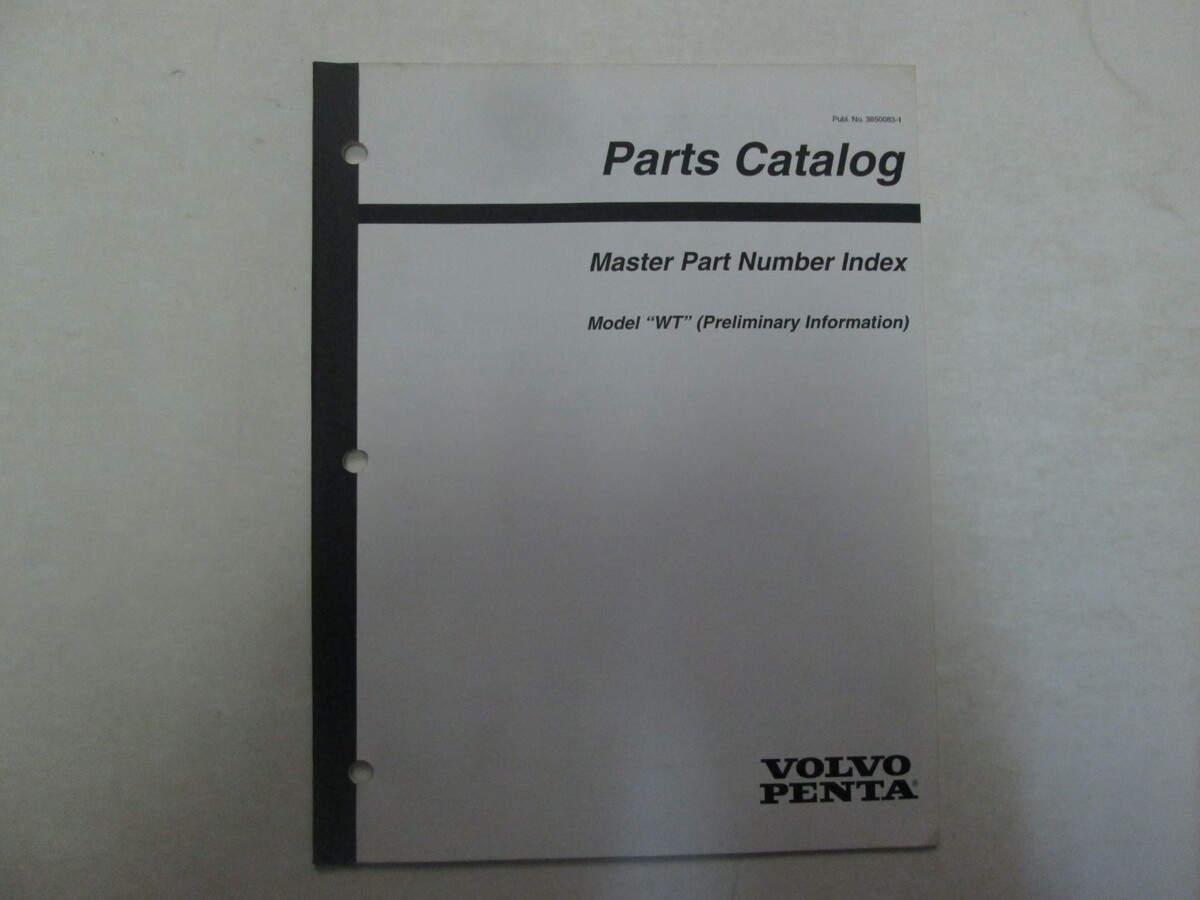 Publ. No. 3850083-1
Parts Catalog
Master Part Number Index
Model “WT” (Preliminary Information)
VOLVO
PENTA®